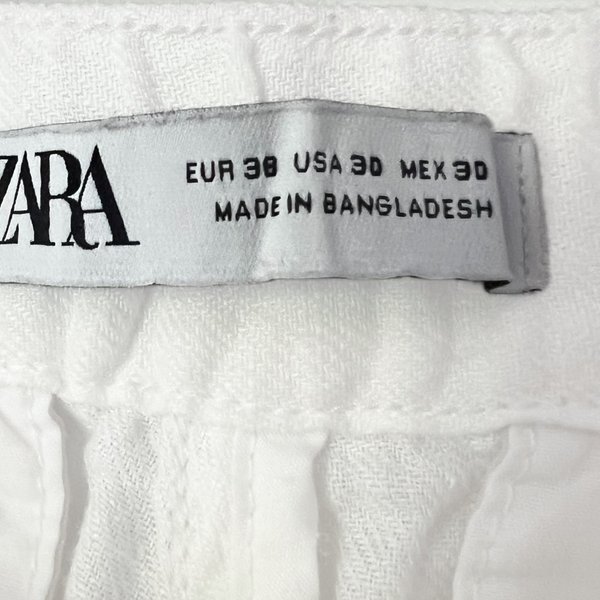 ZARA
EUR 38 USA 30 MEX 30
MADE IN BANGLADESH